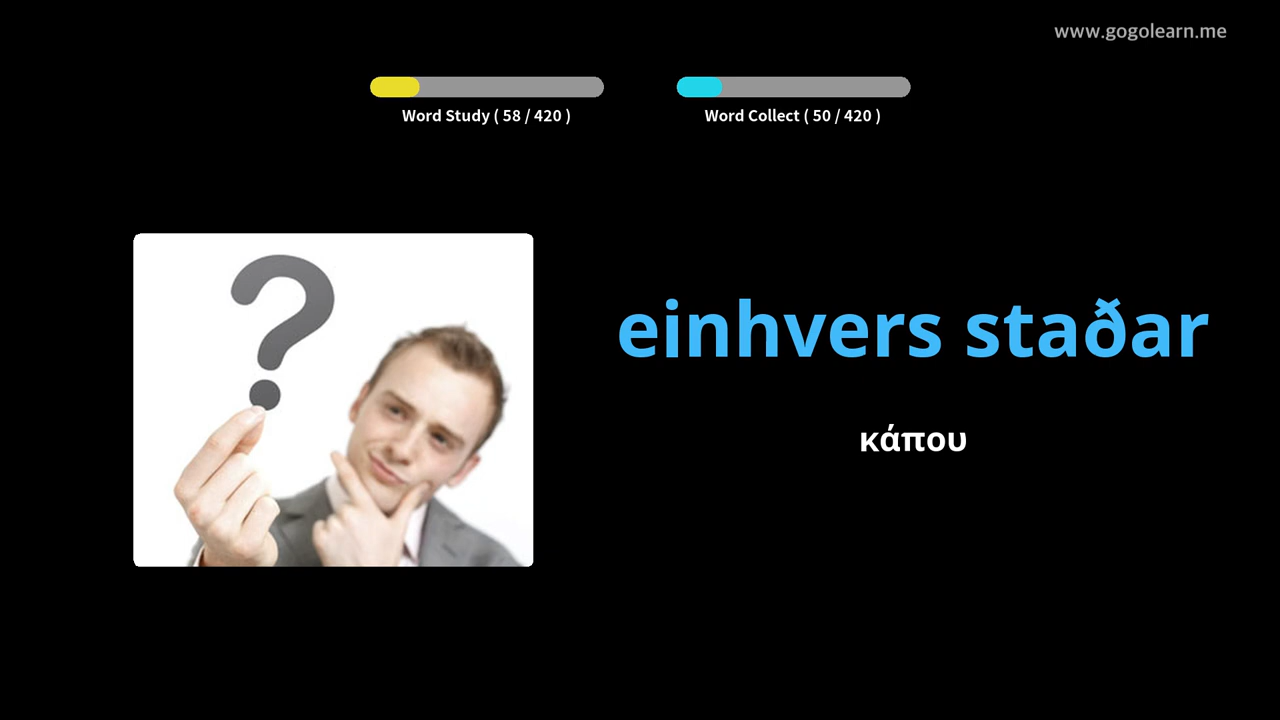 www.gogolearn.me
Word Study ( 58 / 420 )
Word Collect ( 50 / 420 )
einhvers staðar
κάπου